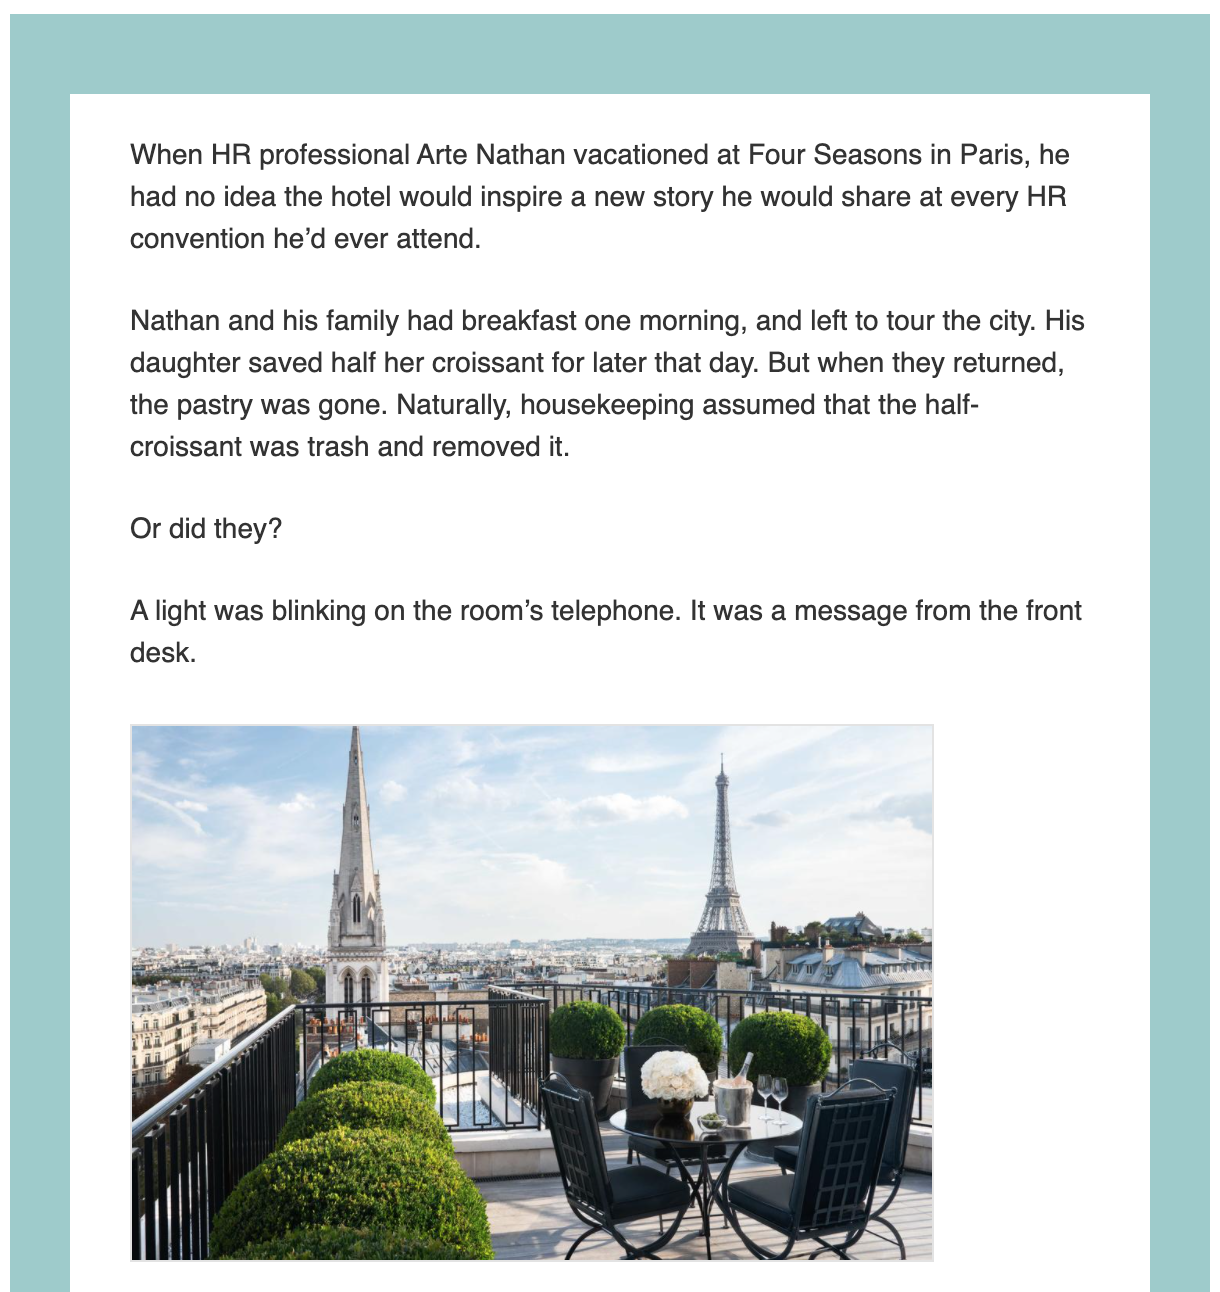 When HR professional Arte Nathan vacationed at Four Seasons in Paris, he
had no idea the hotel would inspire a new story he would share at every HR
convention he’d ever attend.
Nathan and his family had breakfast one morning, and left to tour the city. His
daughter saved half her croissant for later that day. But when they returned,
the pastry was gone. Naturally, housekeeping assumed that the half-
croissant was trash and removed it.
Or did they?
A light was blinking on the room’s telephone. It was a message from the front
desk.